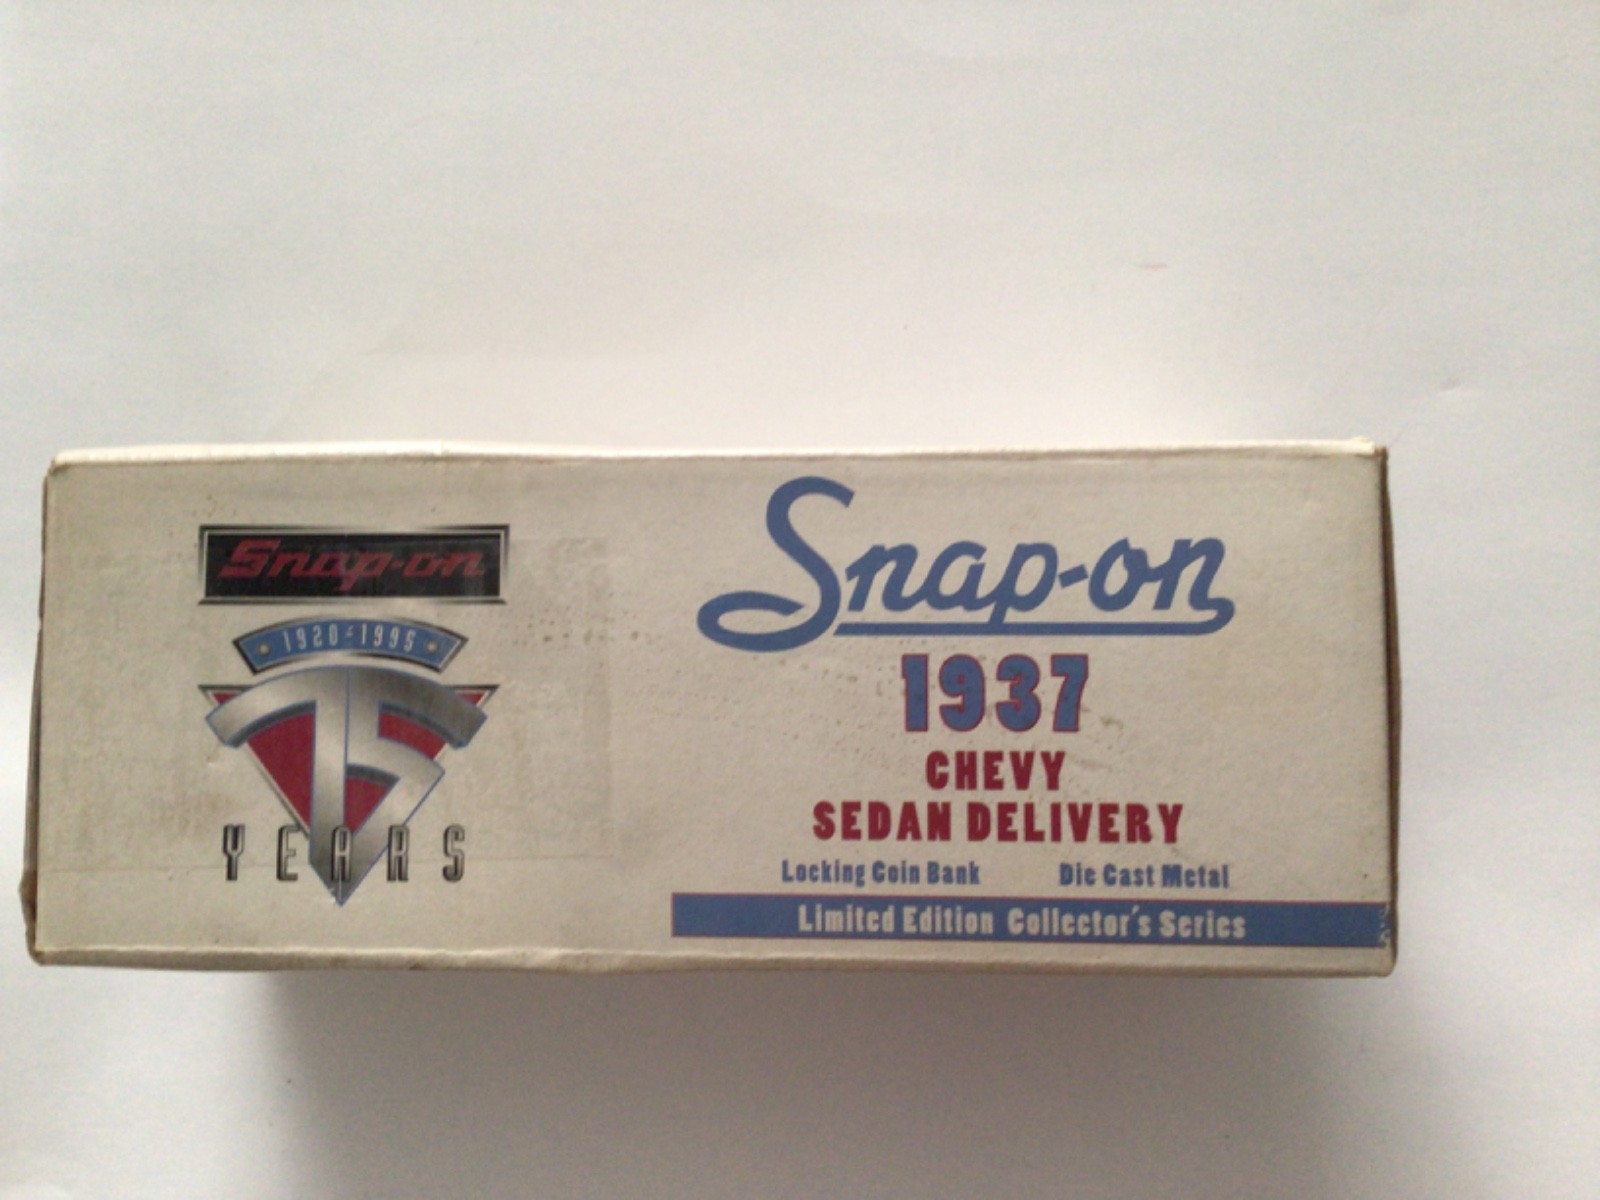 Snap-on
1920-1995
75
YEARS
Snap-on
1937
CHEVY
SEDAN DELIVERY
Locking Coin Bank Die Cast Metal
Limited Edition Collector's Series